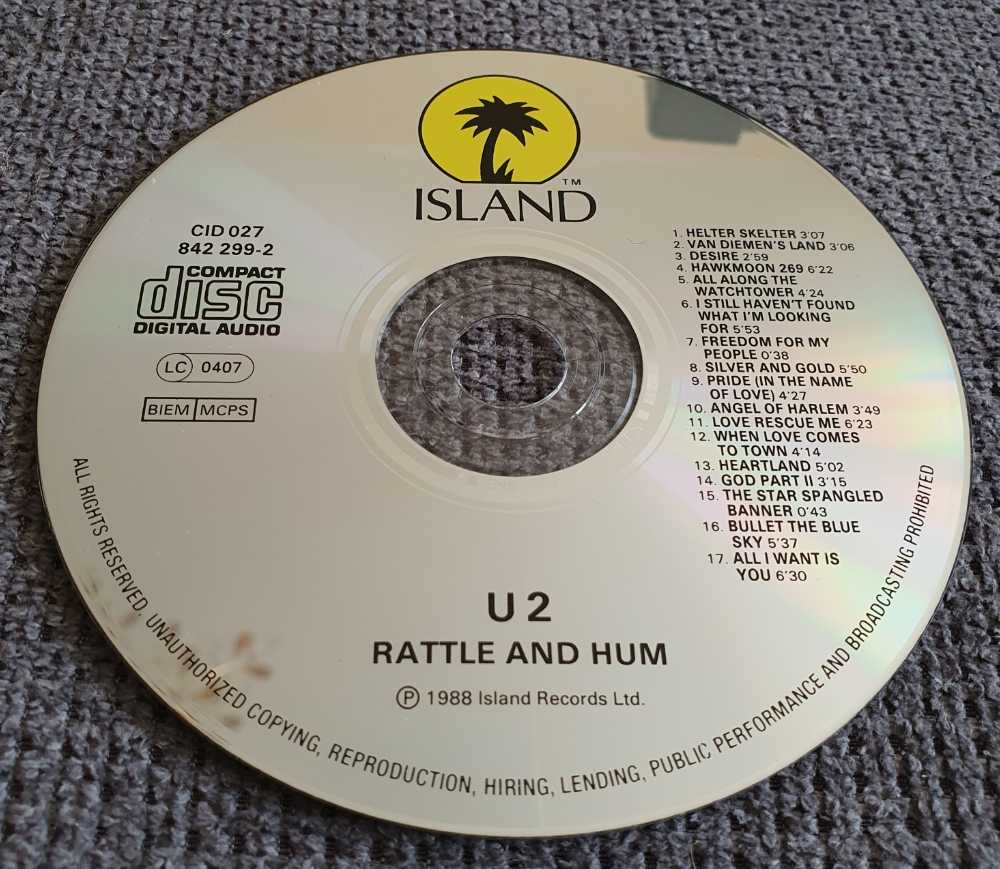 ISLAND™
CID 027
842 299-2
COMPACT
disc
DIGITAL AUDIO
LC 0407
BIEM MCPS
1. HELTER SKELTER 3'07
2. VAN DIEMEN'S LAND 3'06
3. DESIRE 2'59
4. HAWKMOON 269 6'22
5. ALL ALONG THE
WATCHTOWER 4'24
6. I STILL HAVEN'T FOUND
WHAT I'M LOOKING
FOR 5'53
7. FREEDOM FOR MY
PEOPLE 0'38
8. SILVER AND GOLD 5'50
9. PRIDE (IN THE NAME
OF LOVE) 4'27
10. ANGEL OF HARLEM 3'49
11. LOVE RESCUE ME 6'23
12. WHEN LOVE COMES
TO TOWN 4'14
13. HEARTLAND 5'02
14. GOD PART II 3'15
15. THE STAR SPANGLED
BANNER 0'43
16. BULLET THE BLUE
SKY 5'37
17. ALL I WANT IS
YOU 6'30
U 2
RATTLE AND HUM
Ⓟ 1988 Island Records Ltd.
ALL RIGHTS RESERVED. UNAUTHORIZED COPYING, REPRODUCTION, HIRING, LENDING, PUBLIC PERFORMANCE AND BROADCASTING PROHIBITED